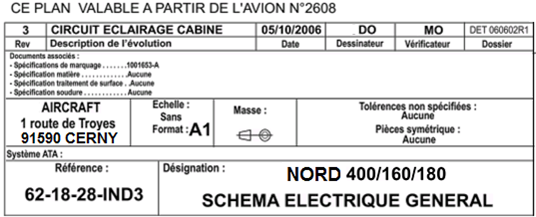 CE PLAN VALABLE A PARTIR DE L'AVION N°2608
3 CIRCUIT ECLAIRAGE CABINE 05/10/2006 DO MO DET 060602R1
Rev Description de l'évolution Date Dessinateur Vérificateur Dossier
Documents associés :
- Spécifications de marquage . . . . . . .1001653-A
- Spécification matière . . . . . . . . . . . . .Aucune
- Spécification traitement de surface . . .Aucune
- Spécification soudure . . . . . . . . . . . .Aucune
AIRCRAFT
1 route de Troyes
91590 CERNY
Echelle :
Sans
Format : A1
Masse :
Tolérances non spécifiées :
Aucune
Pièces symétrique :
Aucune
Système ATA :
Référence :
62-18-28-IND3
Désignation :
NORD 400/160/180
SCHEMA ELECTRIQUE GENERAL